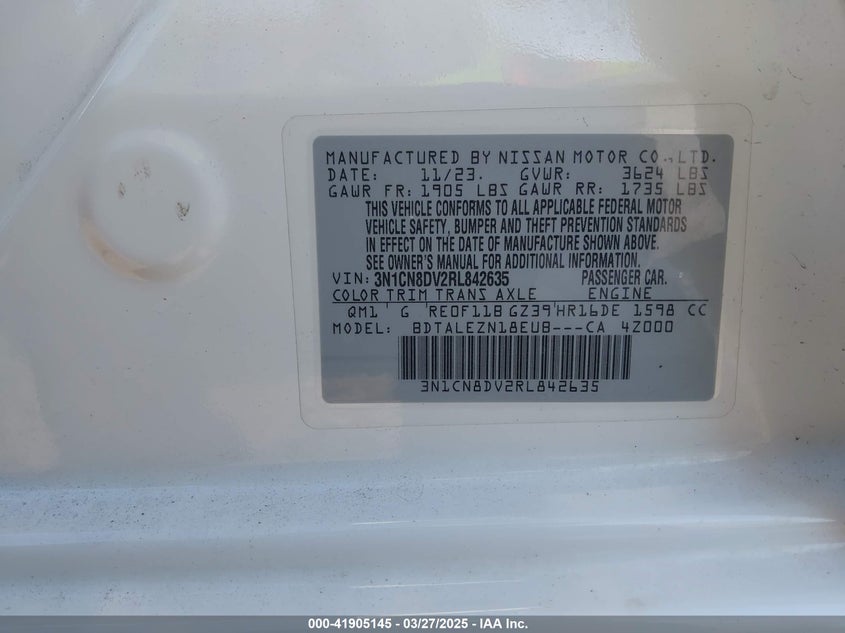 MANUFACTURED BY NISSAN MOTOR CO., LTD.
DATE: 11/23. GVWR: 3624 LBS
GAWR FR: 1905 LBS GAWR RR: 1735 LBS
THIS VEHICLE CONFORMS TO ALL APPLICABLE FEDERAL MOTOR
VEHICLE SAFETY, BUMPER AND THEFT PREVENTION STANDARDS
IN EFFECT ON THE DATE OF MANUFACTURE SHOWN ABOVE.
SEE OWNER'S MANUAL FOR ADDITIONAL INFORMATION.
VIN: 3N1CN8DV2RL842635 PASSENGER CAR.
COLOR TRIM TRANS AXLE ENGINE
QM1 G RE0F11B GZ39 HR16DE 1598 CC
MODEL: BDTALEZN18EUB---CA 4Z000
3N1CN8DV2RL842635
000-41905145 - 03/27/2025 - IAA Inc.